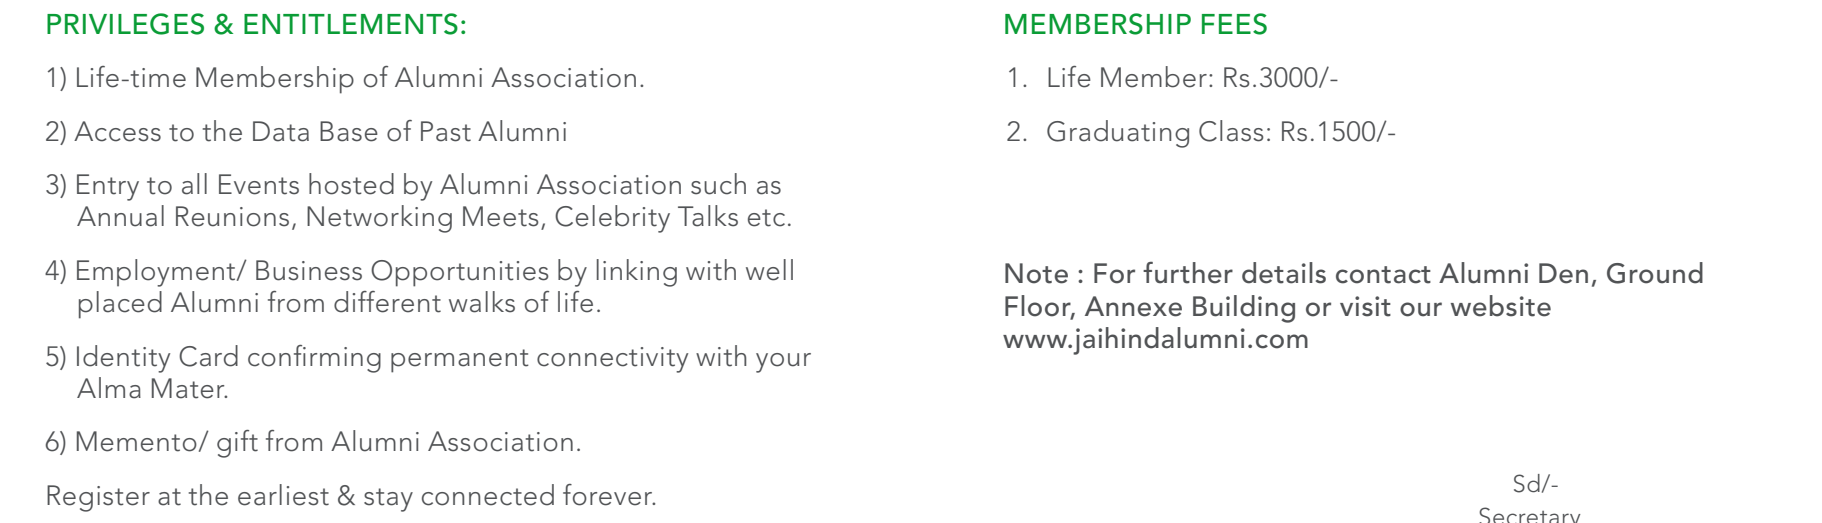 PRIVILEGES & ENTITLEMENTS:
1) Life-time Membership of Alumni Association.
2) Access to the Data Base of Past Alumni
3) Entry to all Events hosted by Alumni Association such as
Annual Reunions, Networking Meets, Celebrity Talks etc.
4) Employment/ Business Opportunities by linking with well
placed Alumni from different walks of life.
5) Identity Card confirming permanent connectivity with your
Alma Mater.
6) Memento/ gift from Alumni Association.
Register at the earliest & stay connected forever.
MEMBERSHIP FEES
1. Life Member: Rs.3000/-
2. Graduating Class: Rs.1500/-
Note : For further details contact Alumni Den, Ground
Floor, Annexe Building or visit our website
www.jaihindalumni.com
Sd/-
Secretary